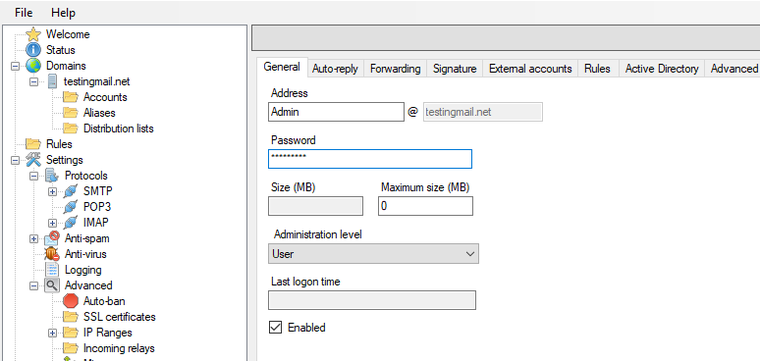 File Help
Welcome
Status
Domains
testingmail.net
Accounts
Aliases
Distribution lists
Rules
Settings
Protocols
SMTP
POP3
IMAP
Anti-spam
Anti-virus
Logging
Advanced
Auto-ban
SSL certificates
IP Ranges
Incoming relays
General Auto-reply Forwarding Signature External accounts Rules Active Directory Advanced
Address
Admin @ testingmail.net
Password
*********
Size (MB) Maximum size (MB)
0
Administration level
User
Last logon time
Enabled